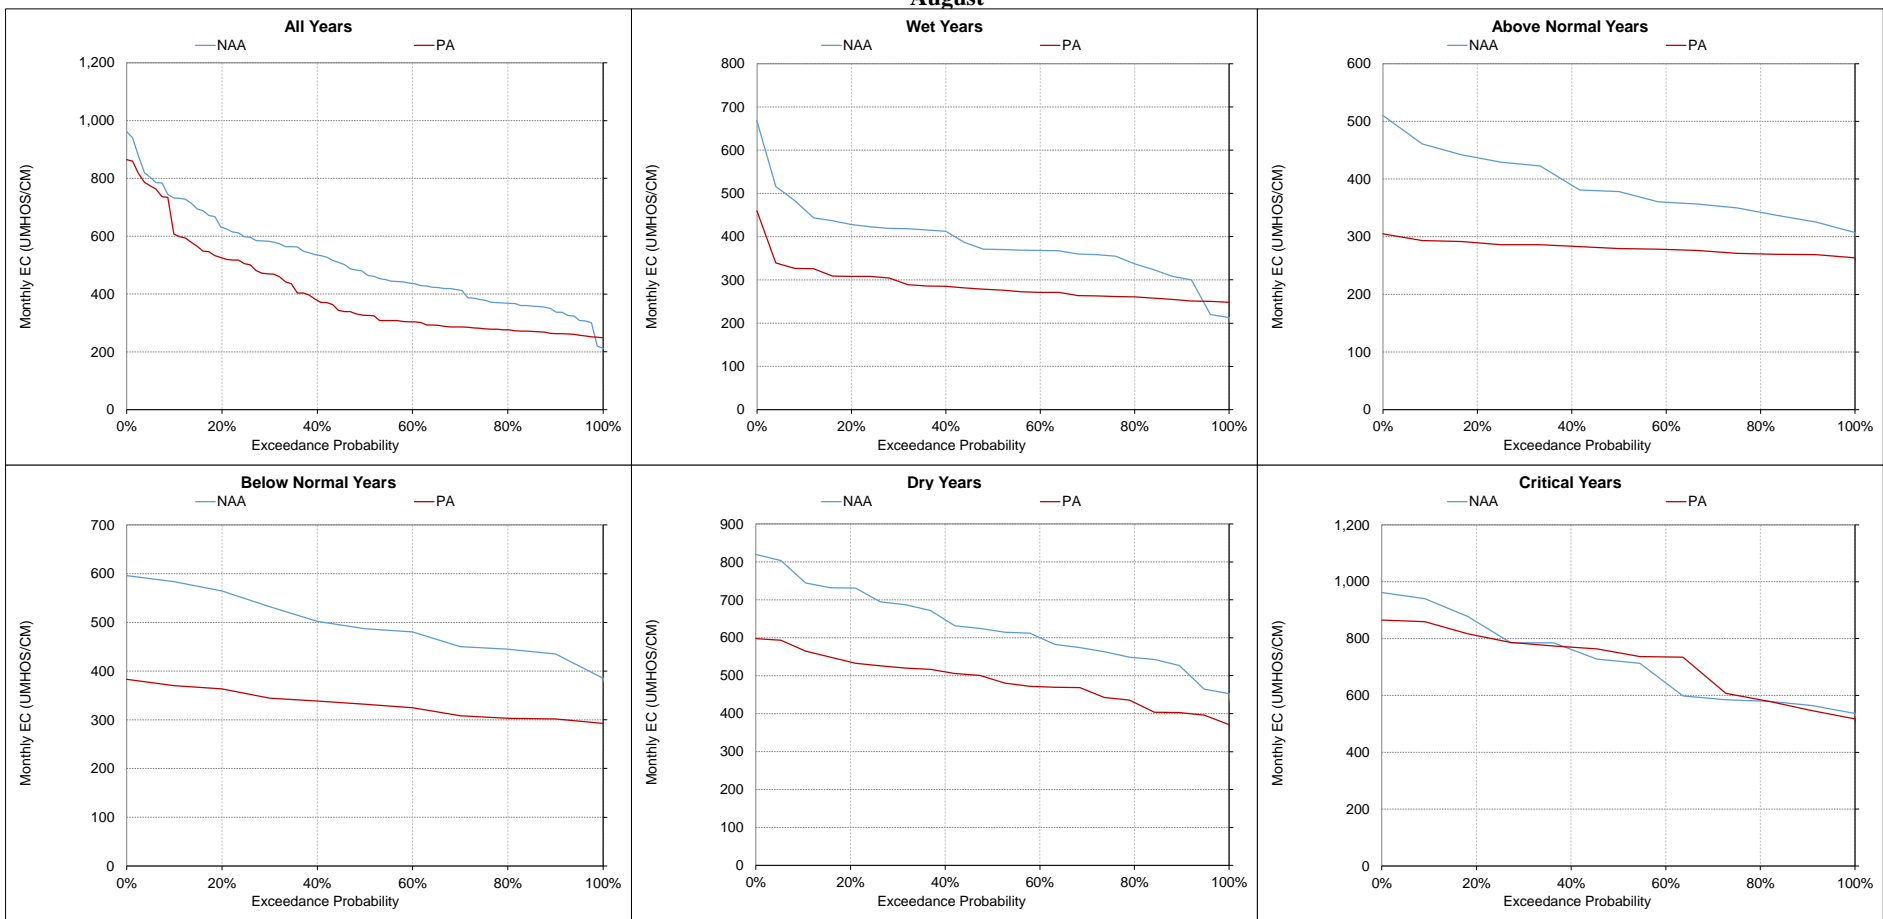 August
All Years
NAA PA
1,200
1,000
800
600
400
200
0
0% 20% 40% 60% 80% 100%
Exceedance Probability
Monthly EC (UMHOS/CM)
Wet Years
NAA PA
800
700
600
500
400
300
200
100
0
0% 20% 40% 60% 80% 100%
Exceedance Probability
Monthly EC (UMHOS/CM)
Above Normal Years
NAA PA
600
500
400
300
200
100
0
0% 20% 40% 60% 80% 100%
Exceedance Probability
Monthly EC (UMHOS/CM)
Below Normal Years
NAA PA
700
600
500
400
300
200
100
0
0% 20% 40% 60% 80% 100%
Exceedance Probability
Monthly EC (UMHOS/CM)
Dry Years
NAA PA
900
800
700
600
500
400
300
200
100
0
0% 20% 40% 60% 80% 100%
Exceedance Probability
Monthly EC (UMHOS/CM)
Critical Years
NAA PA
1,200
1,000
800
600
400
200
0
0% 20% 40% 60% 80% 100%
Exceedance Probability
Monthly EC (UMHOS/CM)